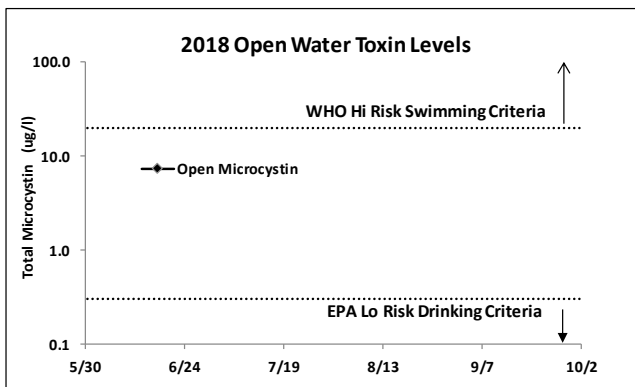 2018 Open Water Toxin Levels
Total Microcystin (ug/l)
100.0
10.0
1.0
0.1
WHO Hi Risk Swimming Criteria
Open Microcystin
EPA Lo Risk Drinking Criteria
5/30 6/24 7/19 8/13 9/7 10/2